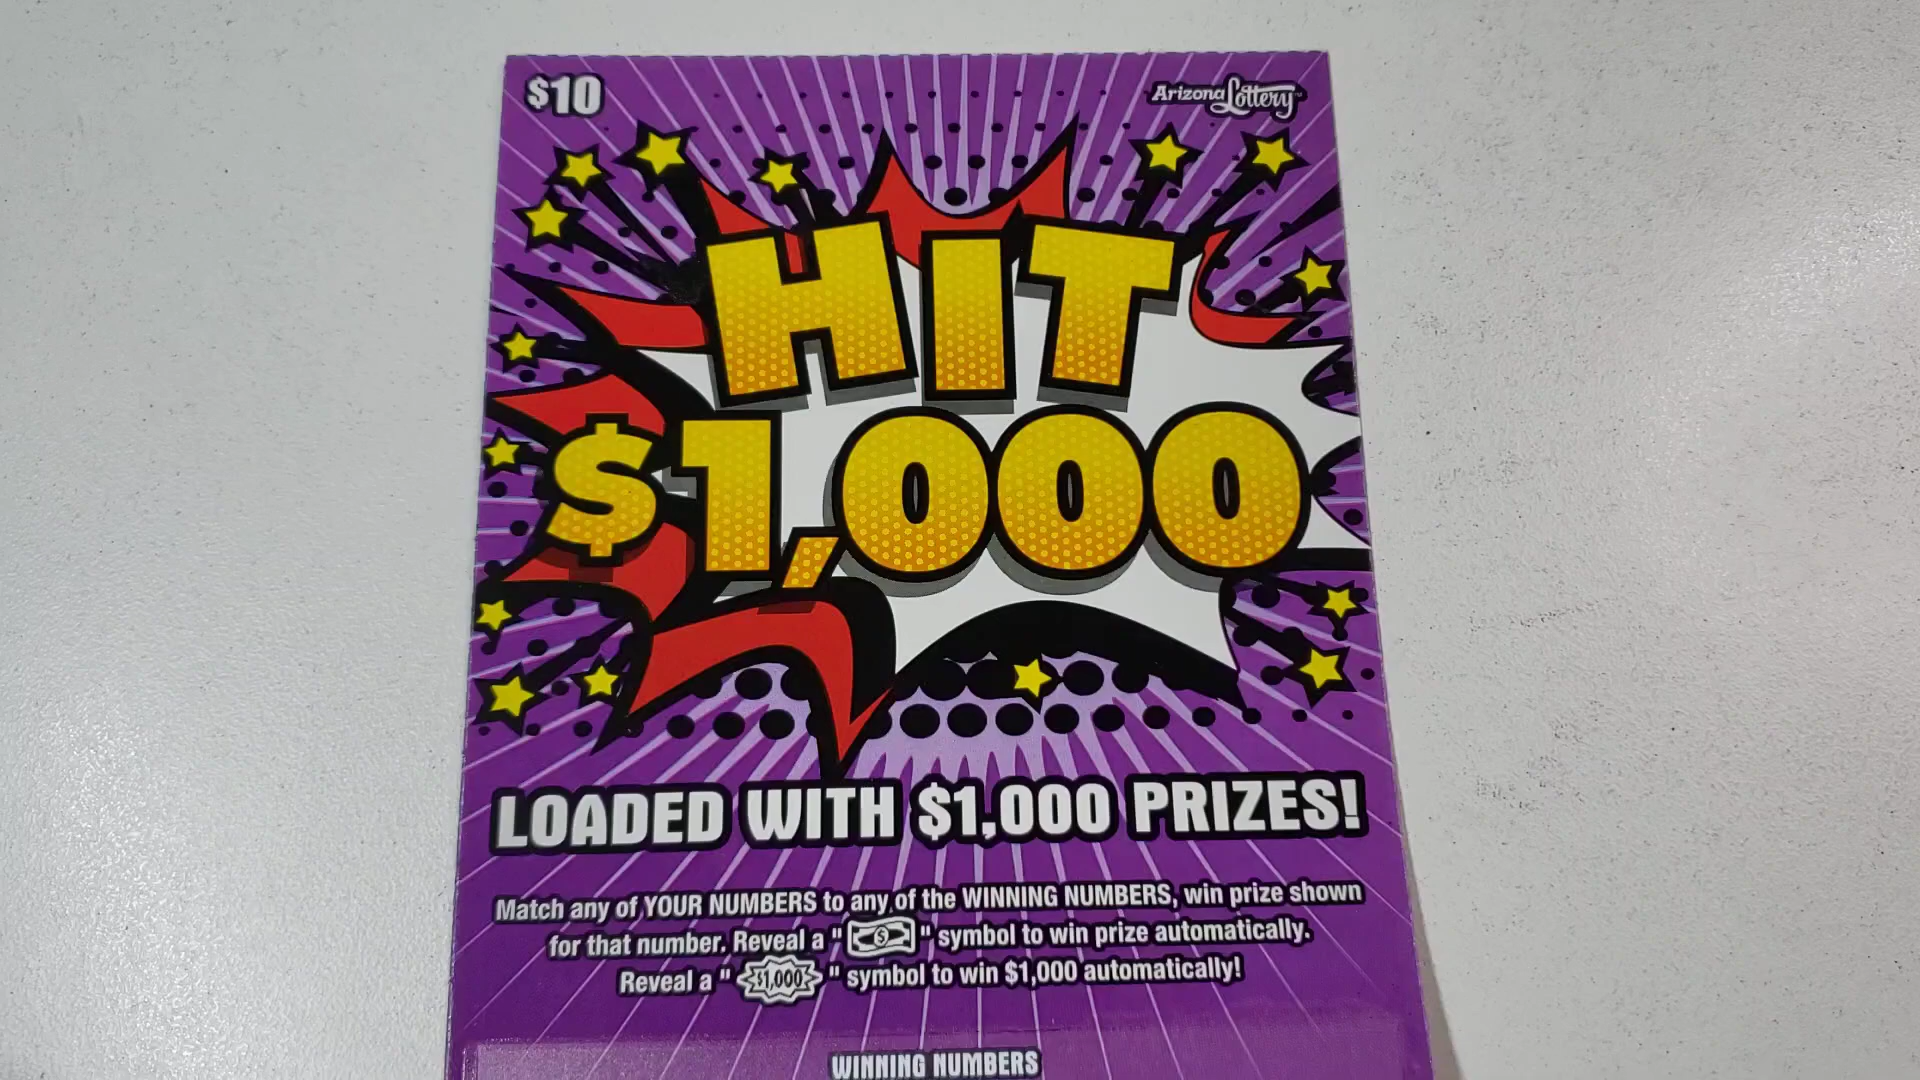 $10
Arizona Lottery™
HIT
$1,000
LOADED WITH $1,000 PRIZES!
Match any of YOUR NUMBERS to any of the WINNING NUMBERS, win prize shown
for that number. Reveal a "$" symbol to win prize automatically.
Reveal a "$1,000" symbol to win $1,000 automatically!
WINNING NUMBERS